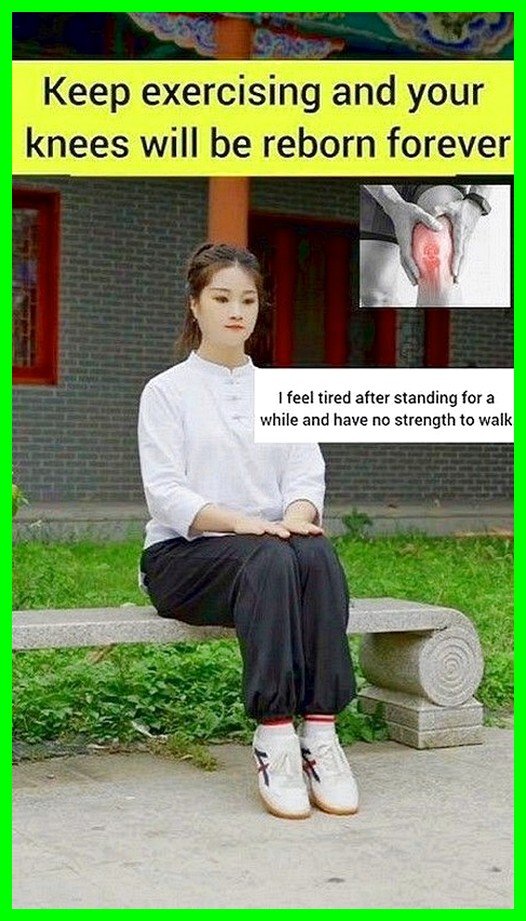 Keep exercising and your
knees will be reborn forever
I feel tired after standing for a
while and have no strength to walk